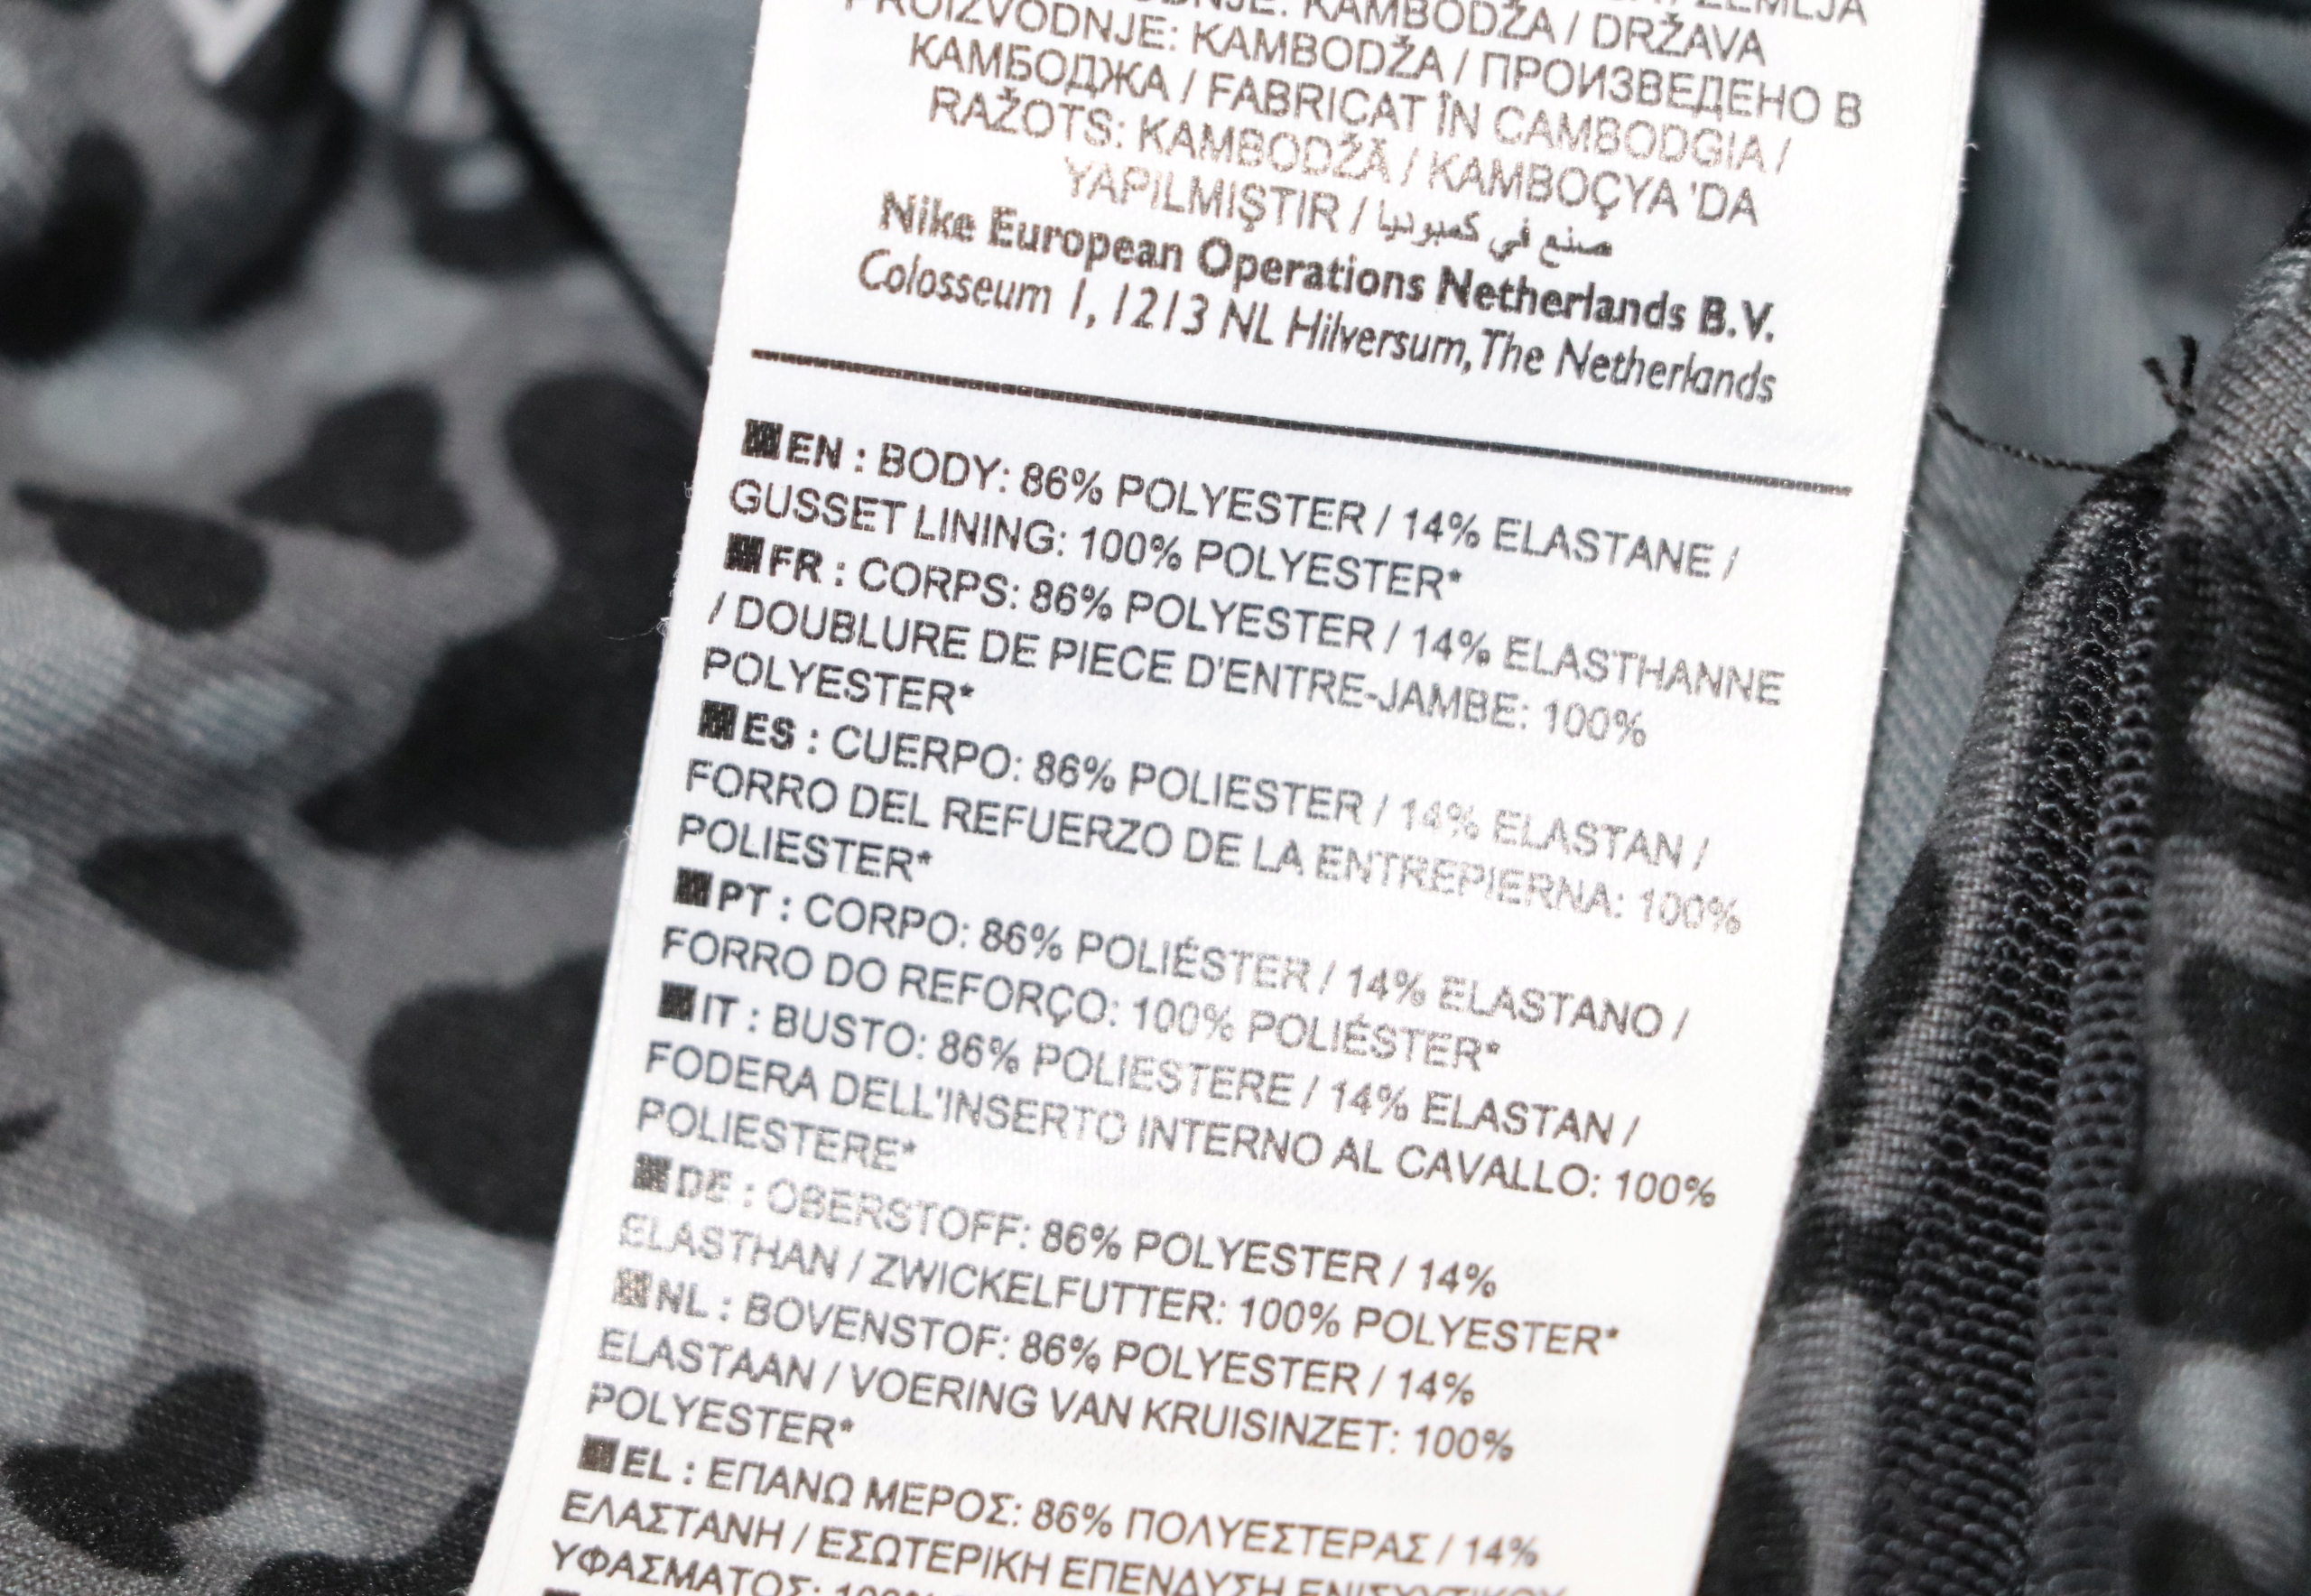 KAMBODŽA / DRŽAVA
PROIZVODNJE: KAMBODŽA / ПРОИЗВЕДЕНО В
КАМБОДЖА / FABRICAT ÎN CAMBODGIA /
RAŽOTS: KAMBODŽĀ / KAMBOÇYA 'DA
YAPILMIŞTIR / صنع في كمبوديا
Nike European Operations Netherlands B.V.
Colosseum 1, 1213 NL Hilversum, The Netherlands
EN : BODY: 86% POLYESTER / 14% ELASTANE /
GUSSET LINING: 100% POLYESTER*
FR : CORPS: 86% POLYESTER / 14% ELASTHANNE
/ DOUBLURE DE PIECE D'ENTRE-JAMBE: 100%
POLYESTER*
ES : CUERPO: 86% POLIESTER / 14% ELASTAN /
FORRO DEL REFUERZO DE LA ENTREPIERNA: 100%
POLIESTER*
PT : CORPO: 86% POLIÉSTER / 14% ELASTANO /
FORRO DO REFORÇO: 100% POLIÉSTER*
IT : BUSTO: 86% POLIESTERE / 14% ELASTAN /
FODERA DELL'INSERTO INTERNO AL CAVALLO: 100%
POLIESTERE*
DE : OBERSTOFF: 86% POLYESTER / 14%
ELASTHAN / ZWICKELFUTTER: 100% POLYESTER*
NL : BOVENSTOF: 86% POLYESTER / 14%
ELASTAAN / VOERING VAN KRUISINZET: 100%
POLYESTER*
EL : ΕΠΑΝΩ ΜΕΡΟΣ: 86% ΠΟΛΥΕΣΤΕΡΑΣ / 14%
ΕΛΑΣΤΑΝΗ / ΕΣΩΤΕΡΙΚΗ ΕΠΕΝΔΥΣΗ ΕΝΙΣΧΥΤΙΚΟΥ
ΥΦΑΣΜΑΤΟΣ: 100%